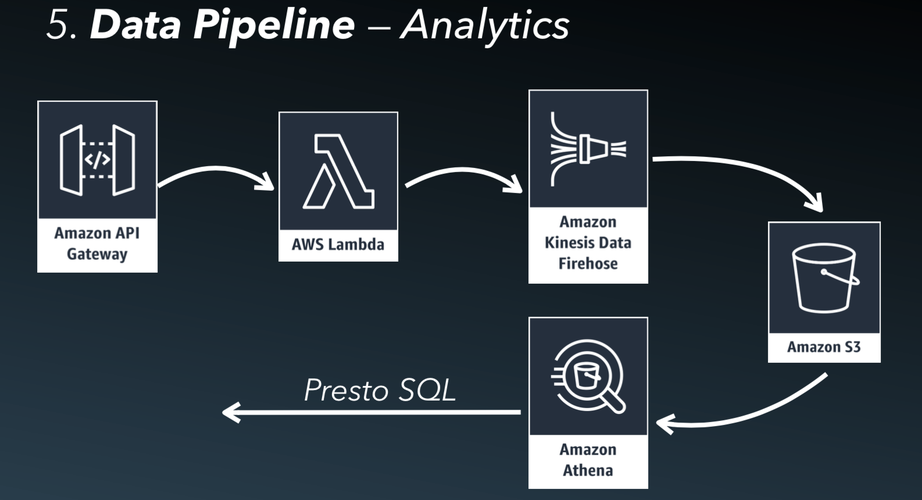 5. Data Pipeline – Analytics
Amazon API
Gateway
</>
AWS Lambda
Amazon
Kinesis Data
Firehose
Amazon S3
Presto SQL
Amazon
Athena